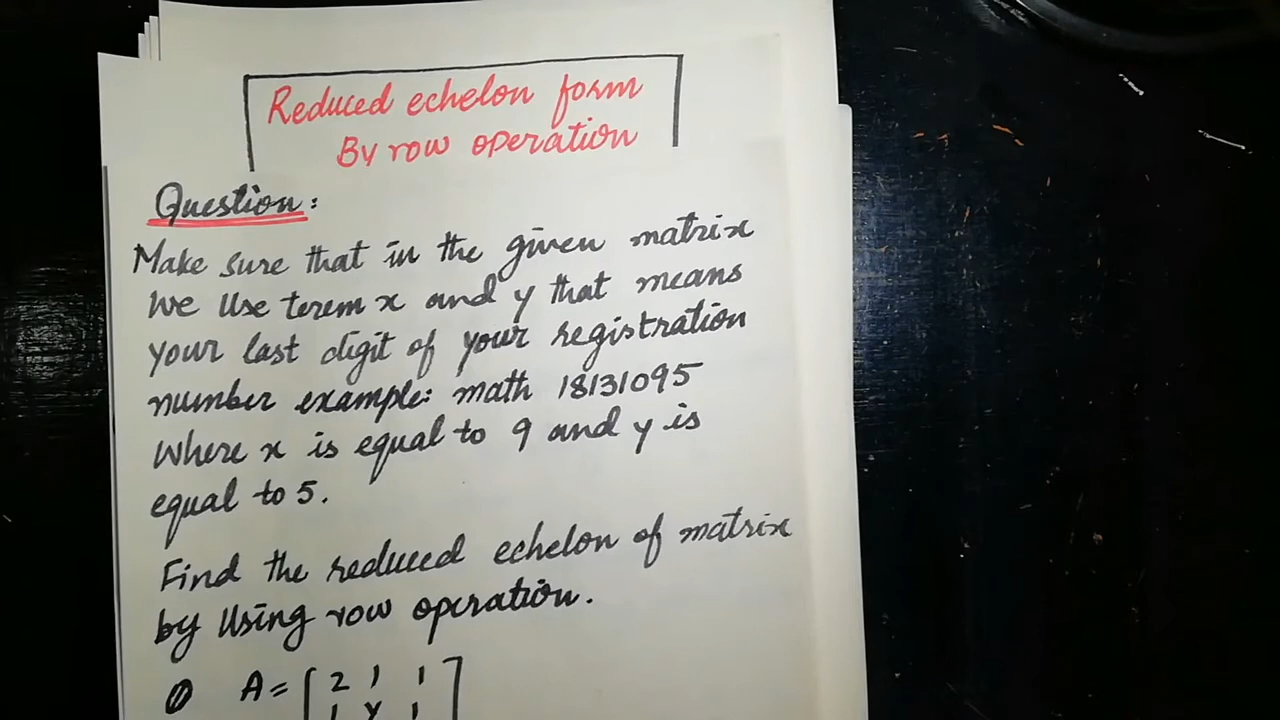 Reduced echelon form
By row operation
Question:
Make sure that in the given matrix
we use terem x and y that means
your last digit of your registration
number example: math 18131095
Where x is equal to 9 and y is
equal to 5.
Find the reduced echelon of matrix
by using row operation.
A = [ 2 1 1 ]